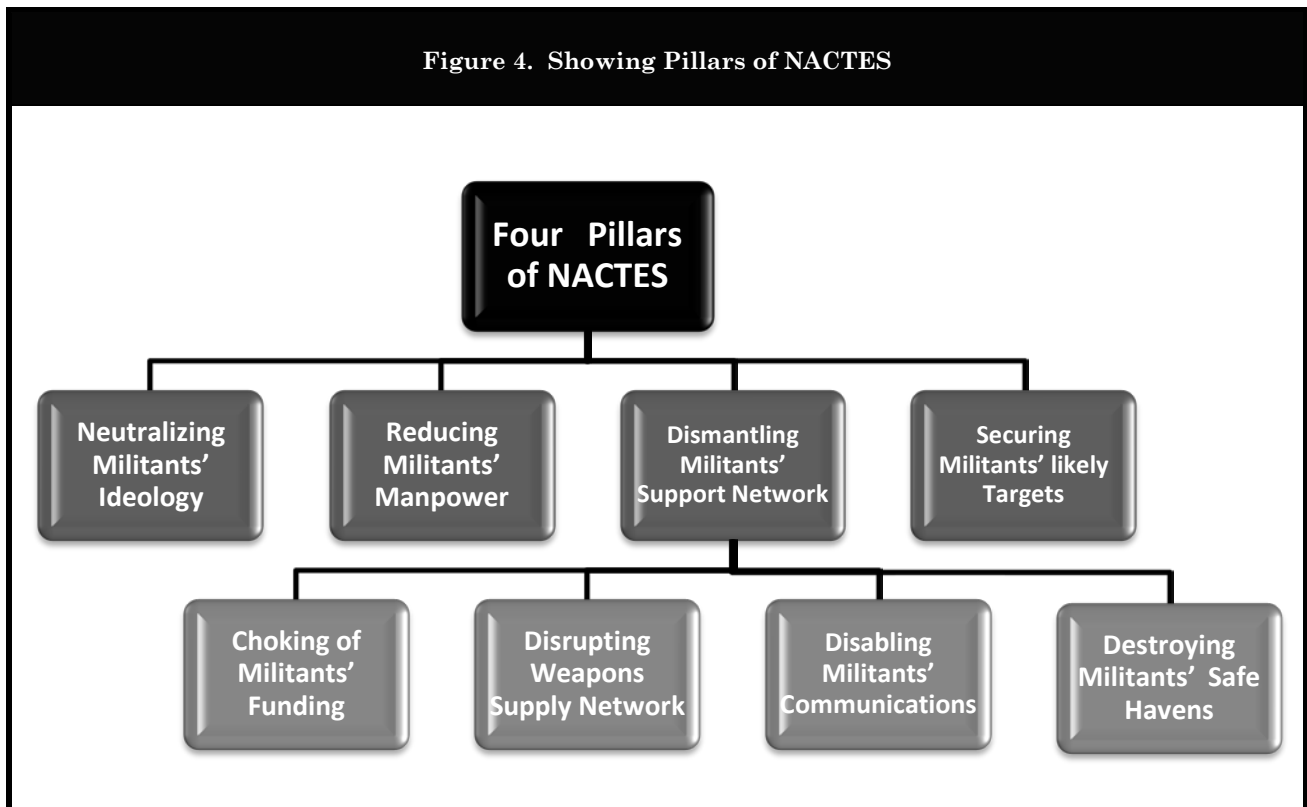 Figure 4. Showing Pillars of NACTES
Four Pillars
of NACTES
Neutralizing
Militants’
Ideology
Reducing
Militants’
Manpower
Dismantling
Militants’
Support Network
Securing
Militants’ likely
Targets
Choking of
Militants’
Funding
Disrupting
Weapons
Supply Network
Disabling
Militants’
Communications
Destroying
Militants’ Safe
Havens